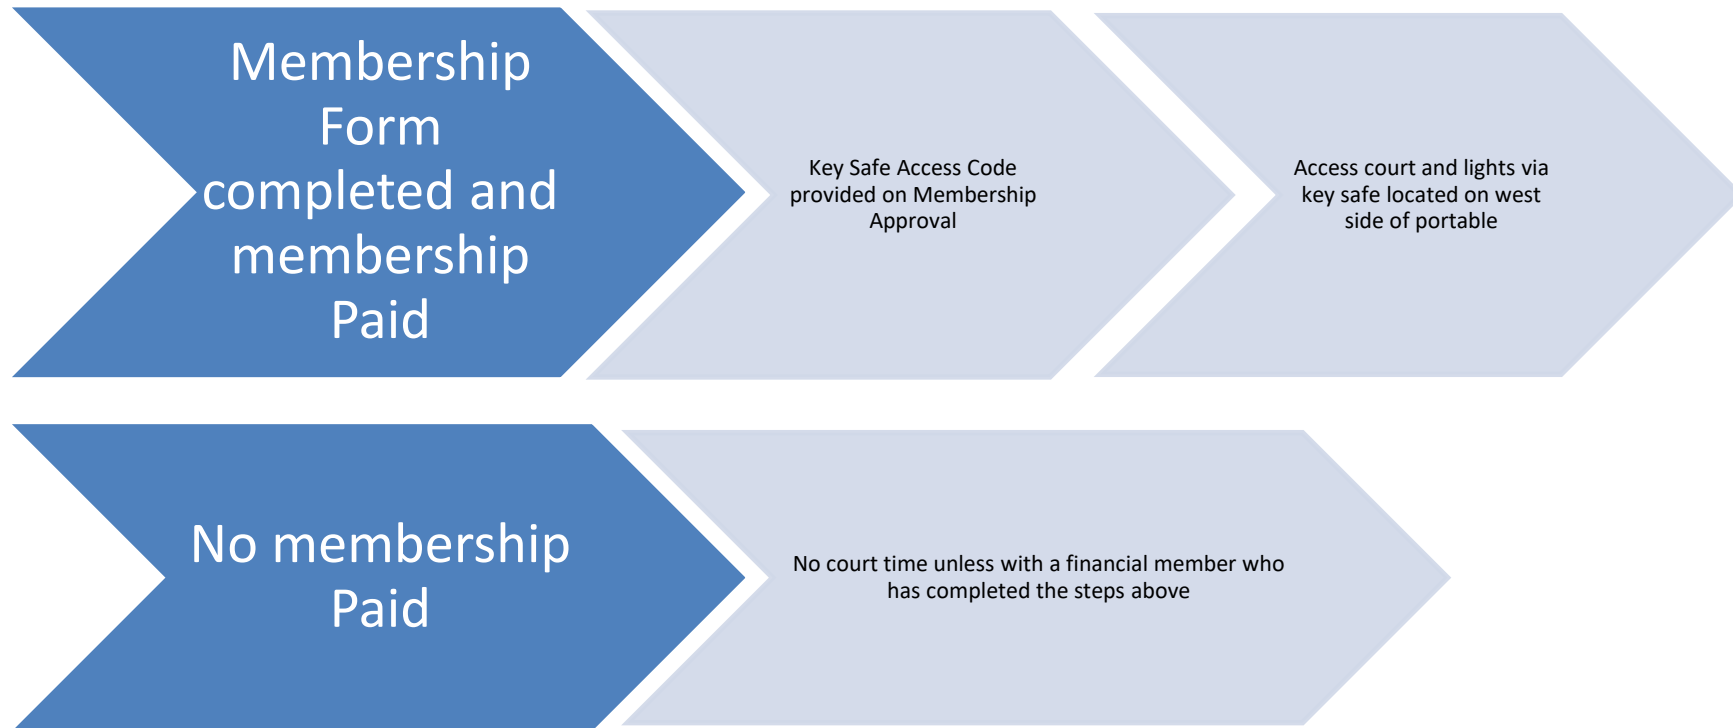 Membership
Form
completed and
membership
Paid
Key Safe Access Code
provided on Membership
Approval
Access court and lights via
key safe located on west
side of portable
No membership
Paid
No court time unless with a financial member who
has completed the steps above